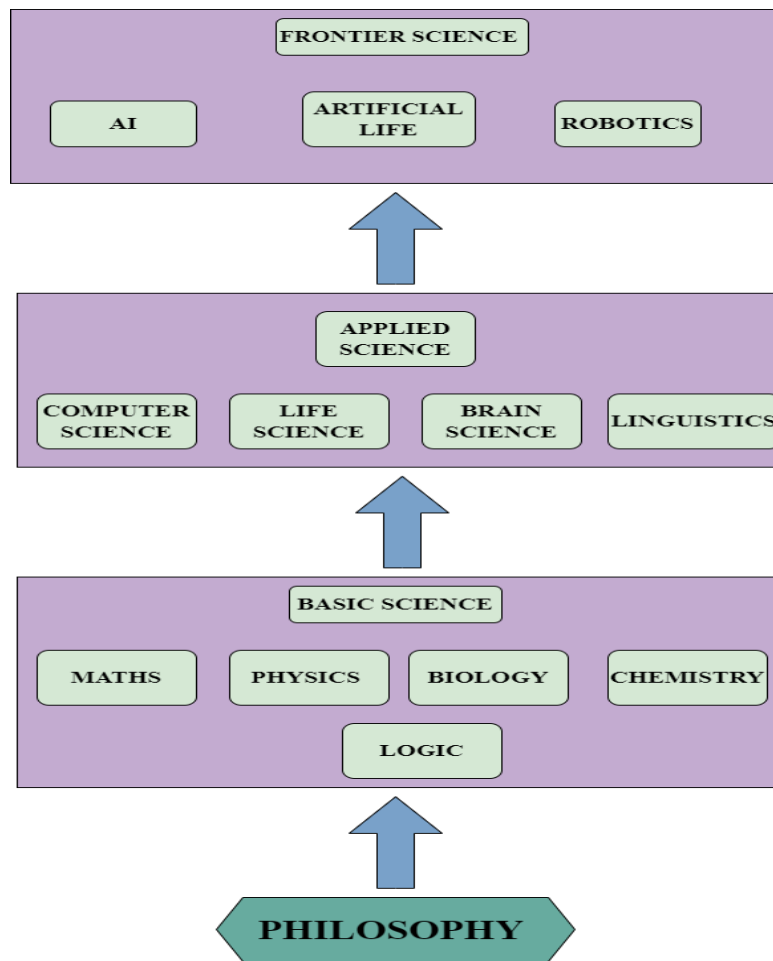 FRONTIER SCIENCE
AI
ARTIFICIAL
LIFE
ROBOTICS
APPLIED
SCIENCE
COMPUTER
SCIENCE
LIFE
SCIENCE
BRAIN
SCIENCE
LINGUISTICS
BASIC SCIENCE
MATHS
PHYSICS
BIOLOGY
CHEMISTRY
LOGIC
PHILOSOPHY